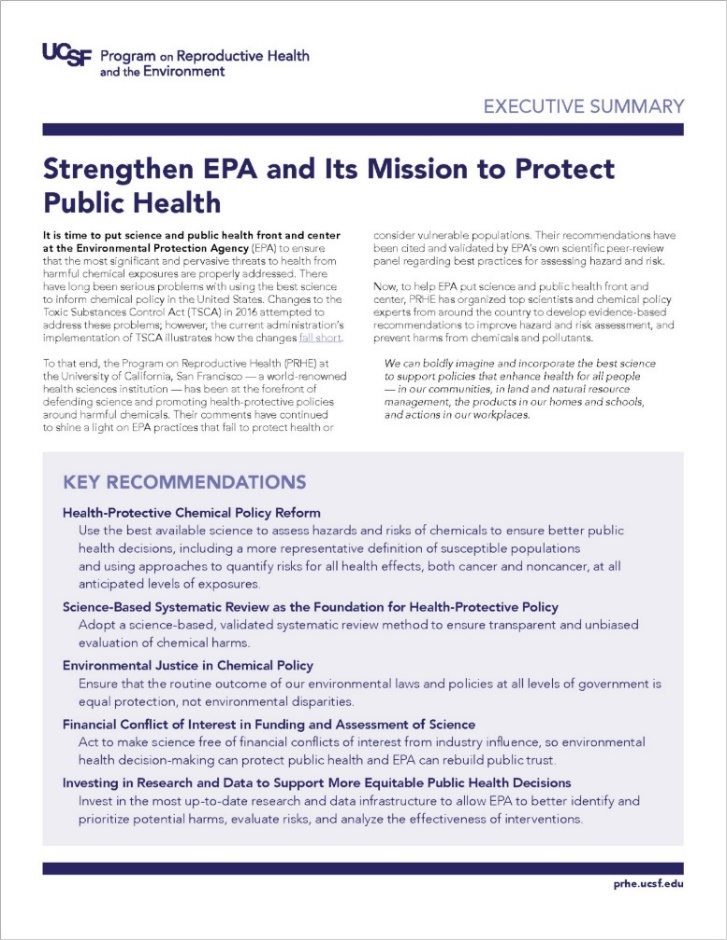 UCSF Program on Reproductive Health
and the Environment
EXECUTIVE SUMMARY
Strengthen EPA and Its Mission to Protect
Public Health
It is time to put science and public health front and center
at the Environmental Protection Agency (EPA) to ensure
that the most significant and pervasive threats to health from
harmful chemical exposures are properly addressed. There
have long been serious problems with using the best science
to inform chemical policy in the United States. Changes to the
Toxic Substances Control Act (TSCA) in 2016 attempted to
address these problems; however, the current administration's
implementation of TSCA illustrates how the changes fall short.
To that end, the Program on Reproductive Health (PRHE) at
the University of California, San Francisco — a world-renowned
health sciences institution — has been at the forefront of
defending science and promoting health-protective policies
around harmful chemicals. Their comments have continued
to shine a light on EPA practices that fail to protect health or
consider vulnerable populations. Their recommendations have
been cited and validated by EPA's own scientific peer-review
panel regarding best practices for assessing hazard and risk.
Now, to help EPA put science and public health front and
center, PRHE has organized top scientists and chemical policy
experts from around the country to develop evidence-based
recommendations to improve hazard and risk assessment, and
prevent harms from chemicals and pollutants.
We can boldly imagine and incorporate the best science
to support policies that enhance health for all people
— in our communities, in land and natural resource
management, the products in our homes and schools,
and actions in our workplaces.
KEY RECOMMENDATIONS
Health-Protective Chemical Policy Reform
Use the best available science to assess hazards and risks of chemicals to ensure better public
health decisions, including a more representative definition of susceptible populations
and using approaches to quantify risks for all health effects, both cancer and noncancer, at all
anticipated levels of exposures.
Science-Based Systematic Review as the Foundation for Health-Protective Policy
Adopt a science-based, validated systematic review method to ensure transparent and unbiased
evaluation of chemical harms.
Environmental Justice in Chemical Policy
Ensure that the routine outcome of our environmental laws and policies at all levels of government is
equal protection, not environmental disparities.
Financial Conflict of Interest in Funding and Assessment of Science
Act to make science free of financial conflicts of interest from industry influence, so environmental
health decision-making can protect public health and EPA can rebuild public trust.
Investing in Research and Data to Support More Equitable Public Health Decisions
Invest in the most up-to-date research and data infrastructure to allow EPA to better identify and
prioritize potential harms, evaluate risks, and analyze the effectiveness of interventions.
prhe.ucsf.edu